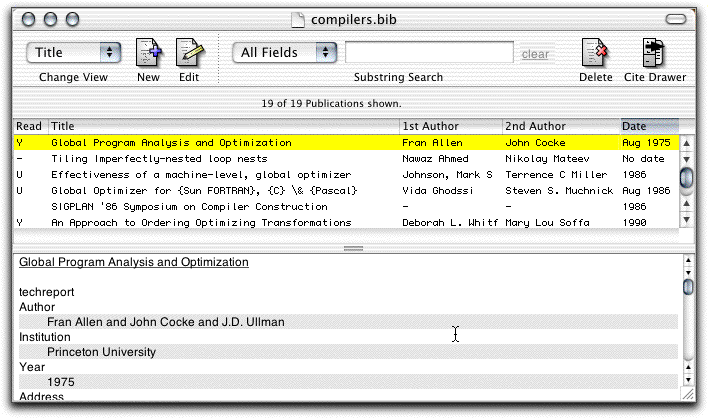 compilers.bib
Title All Fields clear
Change View New Edit Substring Search Delete Cite Drawer
19 of 19 Publications shown.
Read Title 1st Author 2nd Author Date
Y Global Program Analysis and Optimization Fran Allen John Cocke Aug 1975
- Tiling Imperfectly-nested loop nests Nawaz Ahmed Nikolay Mateev No date
U Effectiveness of a machine-level, global optimizer Johnson, Mark S Terrence C Miller 1986
U Global Optimizer for {Sun FORTRAN}, {C} \& {Pascal} Vida Ghodssi Steven S. Muchnick Aug 1986
SIGPLAN '86 Symposium on Compiler Construction - - 1986
Y An Approach to Ordering Optimizing Transformations Deborah L. Whitf Mary Lou Soffa 1990
Global Program Analysis and Optimization
techreport
Author
Fran Allen and John Cocke and J.D. Ullman
Institution
Princeton University
Year
1975
Address